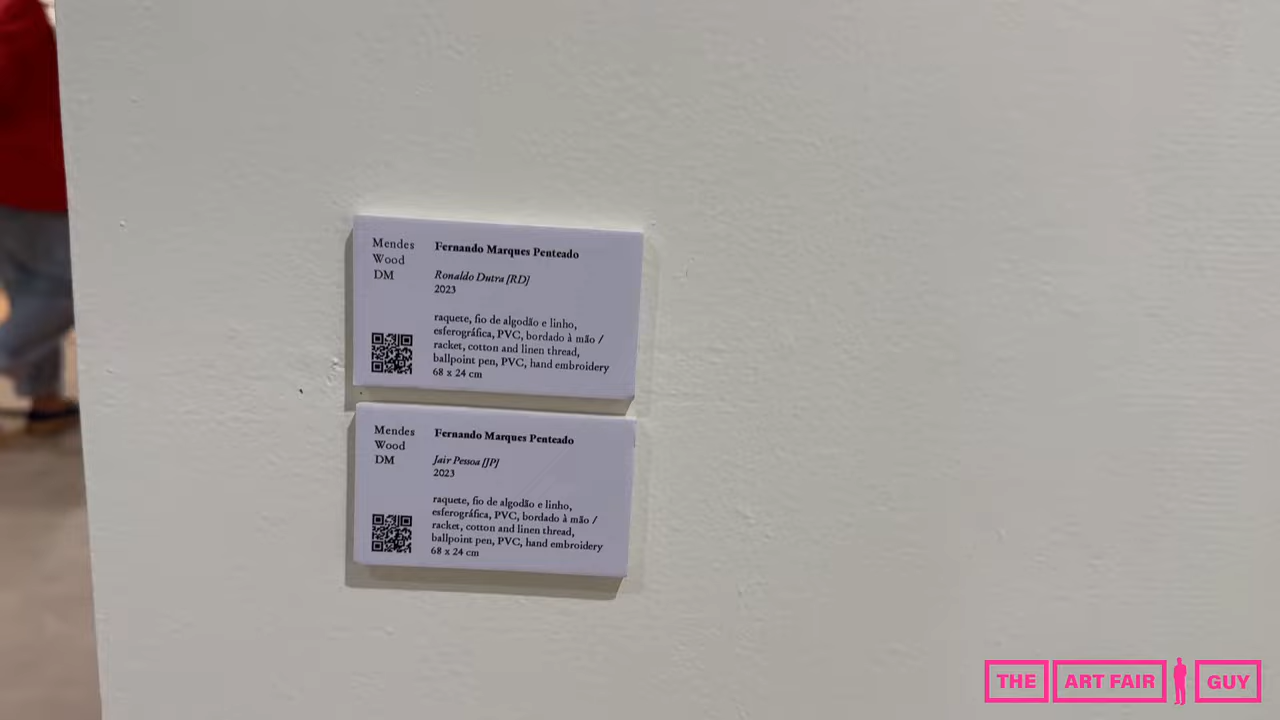 Mendes
Wood
DM
Fernando Marques Penteado
Ronaldo Dutra [RD]
2023
raquete, fio de algodão e linho,
esferográfica, PVC, bordado à mão /
racket, cotton and linen thread,
ballpoint pen, PVC, hand embroidery
68 x 24 cm
Mendes
Wood
DM
Fernando Marques Penteado
Jair Pessoa [JP]
2023
raquete, fio de algodão e linho,
esferográfica, PVC, bordado à mão /
racket, cotton and linen thread,
ballpoint pen, PVC, hand embroidery
68 x 24 cm
THE ART FAIR GUY